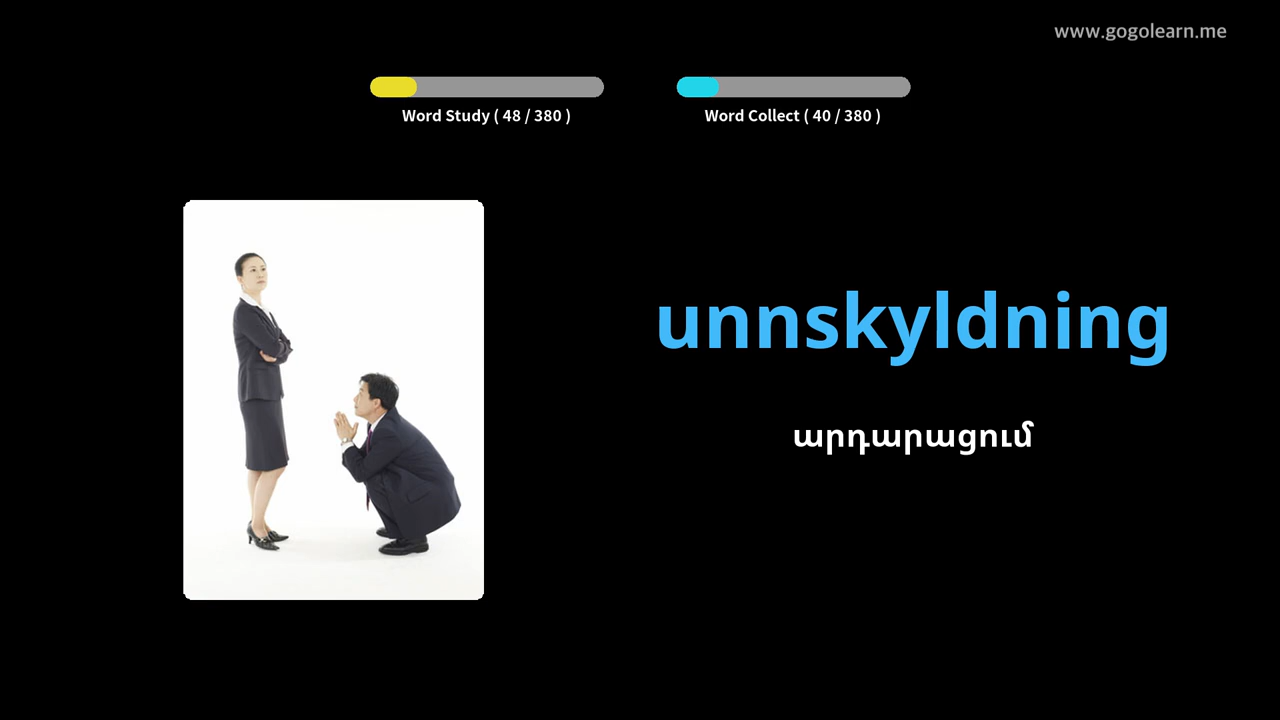 www.gogolearn.me
Word Study ( 48 / 380 )
Word Collect ( 40 / 380 )
unnskyldning
արդարացում